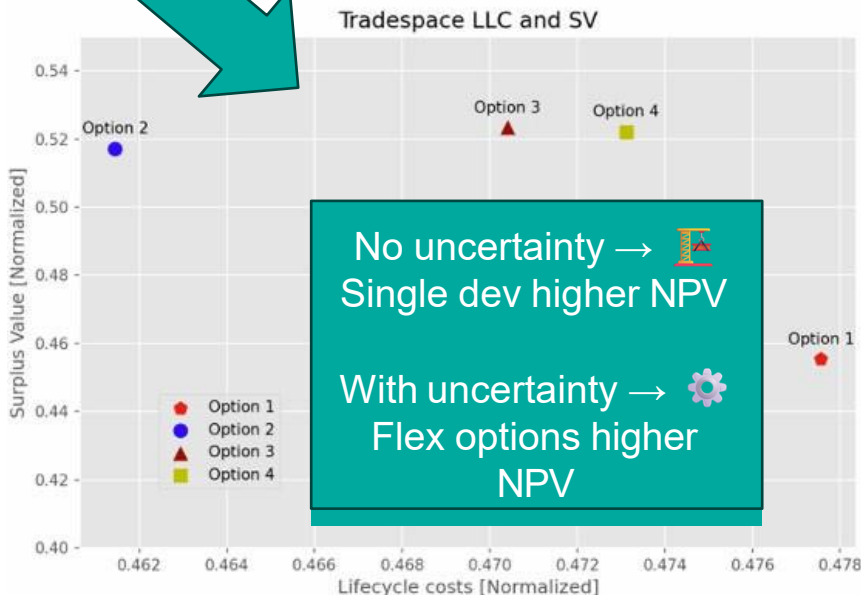 Tradespace LLC and SV
0.54
Option 3
Option 4
Option 2
0.52
0.50
No uncertainty → 🏗
Single dev higher NPV
0.48
0.46
Option 1
With uncertainty → ⚙
Flex options higher
NPV
Surplus Value [Normalized]
Option 1
Option 2
Option 3
Option 4
0.44
0.42
0.40
0.462 0.464 0.466 0.468 0.470 0.472 0.474 0.476 0.478
Lifecycle costs [Normalized]